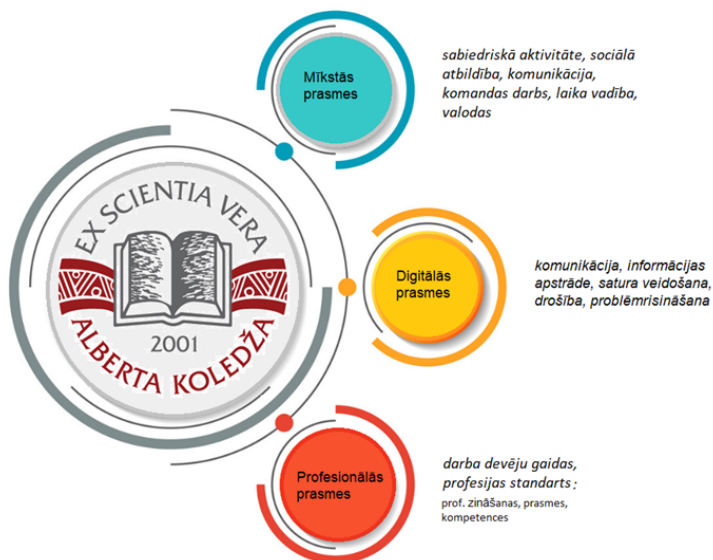 Mīkstās
prasmes
sabiedriskā aktivitāte, sociālā
atbildība, komunikācija,
komandas darbs, laika vadība,
valodas
EX SCIENTIA VERA
2001
ALBERTA KOLEDŽA
Digitālās
prasmes
komunikācija, informācijas
apstrāde, satura veidošana,
drošība, problēmrisināšana
Profesionālās
prasmes
darba devēju gaidas,
profesijas standarts:
prof. zināšanas, prasmes,
kompetences